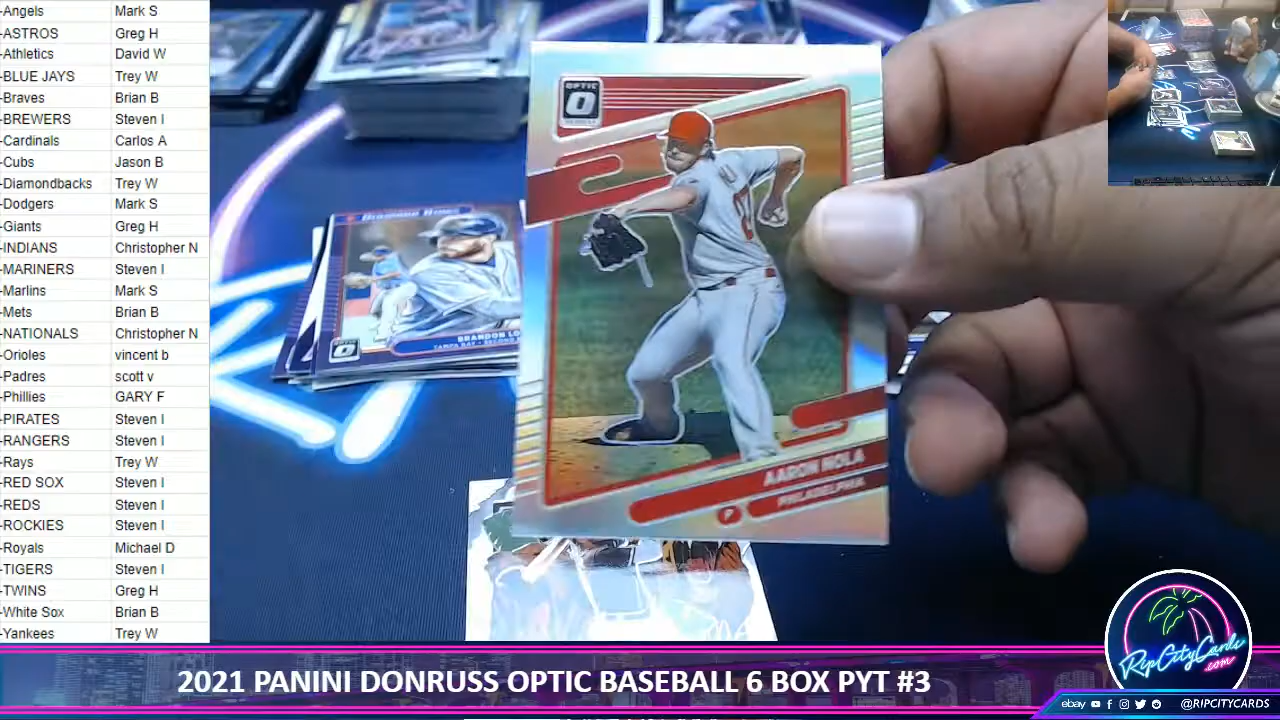 -Angels Mark S
-ASTROS Greg H
-Athletics David W
-BLUE JAYS Trey W
-Braves Brian B
-BREWERS Steven I
-Cardinals Carlos A
-Cubs Jason B
-Diamondbacks Trey W
-Dodgers Mark S
-Giants Greg H
-INDIANS Christopher N
-MARINERS Steven I
-Marlins Mark S
-Mets Brian B
-NATIONALS Christopher N
-Orioles vincent b
-Padres scott v
-Phillies GARY F
-PIRATES Steven I
-RANGERS Steven I
-Rays Trey W
-RED SOX Steven I
-REDS Steven I
-ROCKIES Steven I
-Royals Michael D
-TIGERS Steven I
-TWINS Greg H
-White Sox Brian B
-Yankees Trey W
OPTIC
AARON NOLA
PHILADELPHIA
P
BRANDON
TAMPA BAY
2021 PANINI DONRUSS OPTIC BASEBALL 6 BOX PYT #3
RipCityCards
.com
ebay
@RIPCITYCARDS